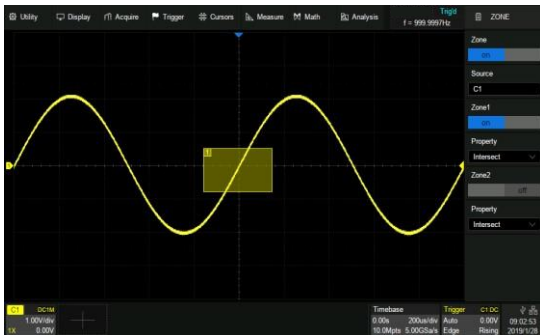 Utility Display Acquire Trigger Cursors Measure Math Analysis
Trig'd
f = 999.9997Hz
ZONE
Zone
on
Source
C1
Zone1
on
Property
Intersect
Zone2
off
Property
Intersect
1
1
C1 DC1M
1.00V/div
1X 0.00V
Timebase
0.00s 200us/div
10.0Mpts 5.00GSa/s
Trigger C1 DC
Auto 0.00V
Edge Rising
09:02:53
2019/1/28